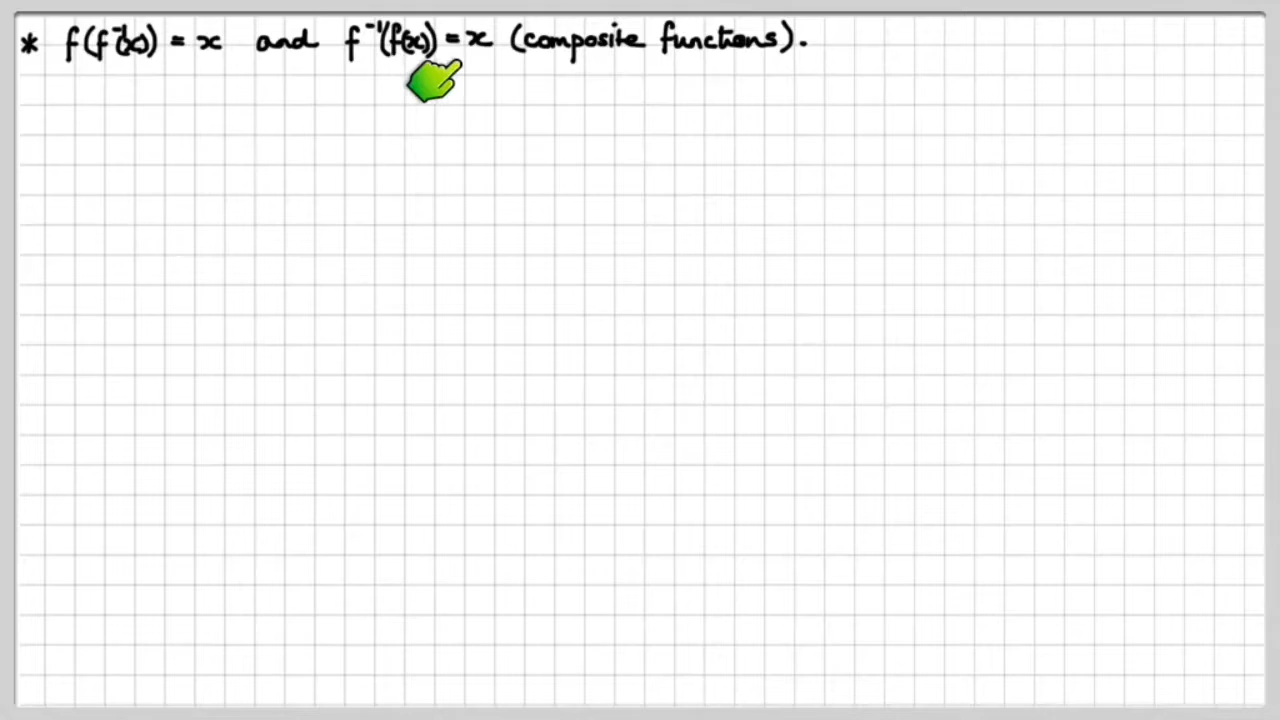 * f(f⁻¹(x)) = x and f⁻¹(f(x)) = x (composite functions).